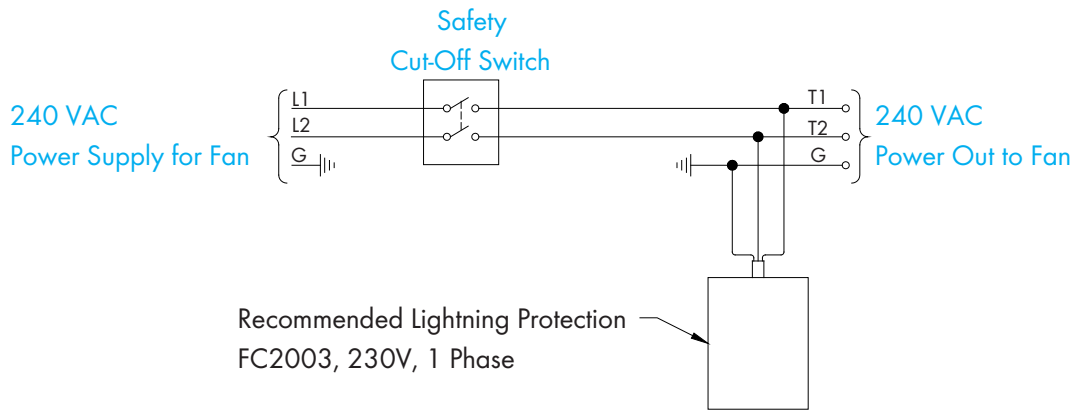 Safety
Cut-Off Switch
240 VAC
Power Supply for Fan
L1
L2
G
T1
T2
G
240 VAC
Power Out to Fan
Recommended Lightning Protection
FC2003, 230V, 1 Phase